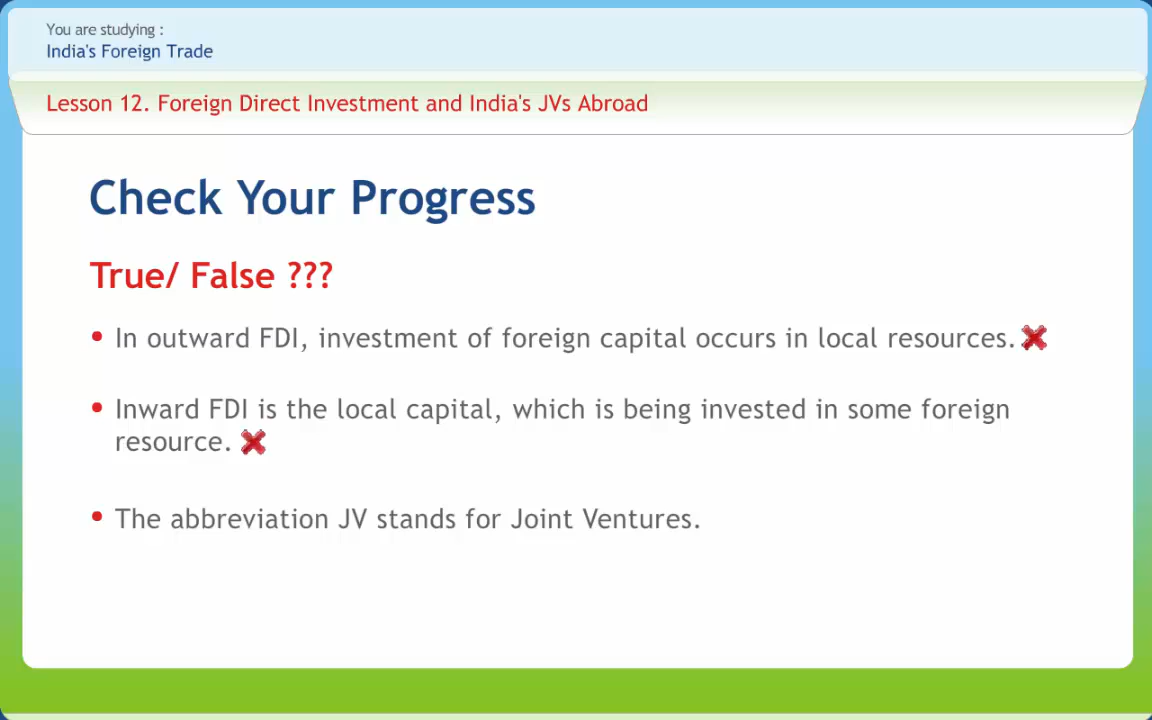 You are studying :
India's Foreign Trade
Lesson 12. Foreign Direct Investment and India's JVs Abroad
Check Your Progress
True/ False ???
• In outward FDI, investment of foreign capital occurs in local resources.
• Inward FDI is the local capital, which is being invested in some foreign
resource.
• The abbreviation JV stands for Joint Ventures.